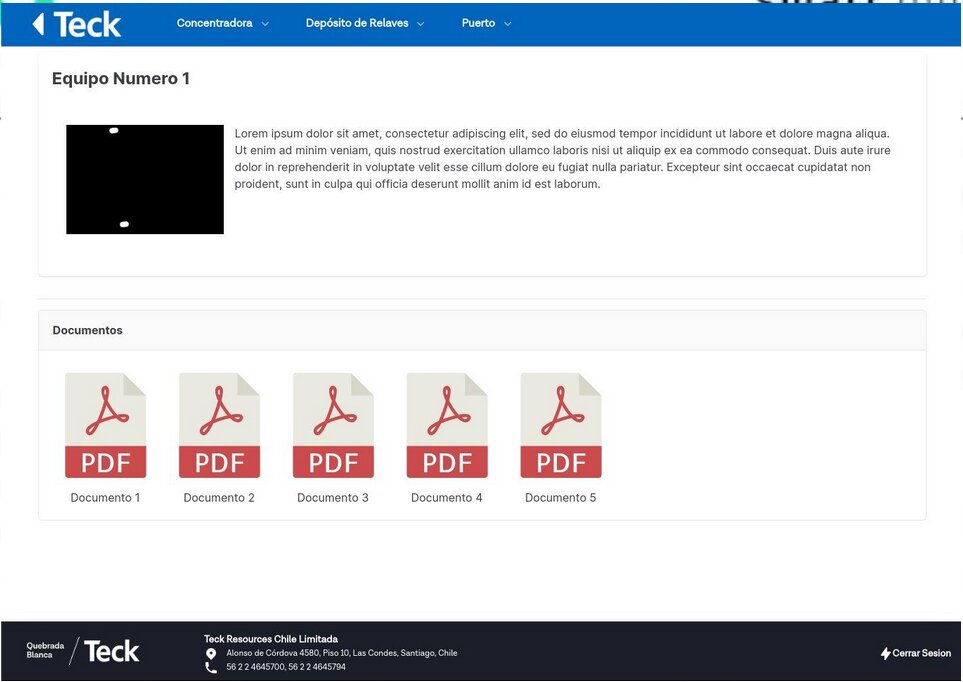 Teck
Concentradora
Depósito de Relaves
Puerto
Equipo Numero 1
Lorem ipsum dolor sit amet, consectetur adipiscing elit, sed do eiusmod tempor incididunt ut labore et dolore magna aliqua.
Ut enim ad minim veniam, quis nostrud exercitation ullamco laboris nisi ut aliquip ex ea commodo consequat. Duis aute irure
dolor in reprehenderit in voluptate velit esse cillum dolore eu fugiat nulla pariatur. Excepteur sint occaecat cupidatat non
proident, sunt in culpa qui officia deserunt mollit anim id est laborum.
Documentos
PDF
PDF
PDF
PDF
PDF
Documento 1
Documento 2
Documento 3
Documento 4
Documento 5
Quebrada
Blanca
Teck
Teck Resources Chile Limitada
Alonso de Córdova 4580, Piso 10, Las Condes, Santiago, Chile
56 2 2 4645700, 56 2 2 4645794
Cerrar Sesion